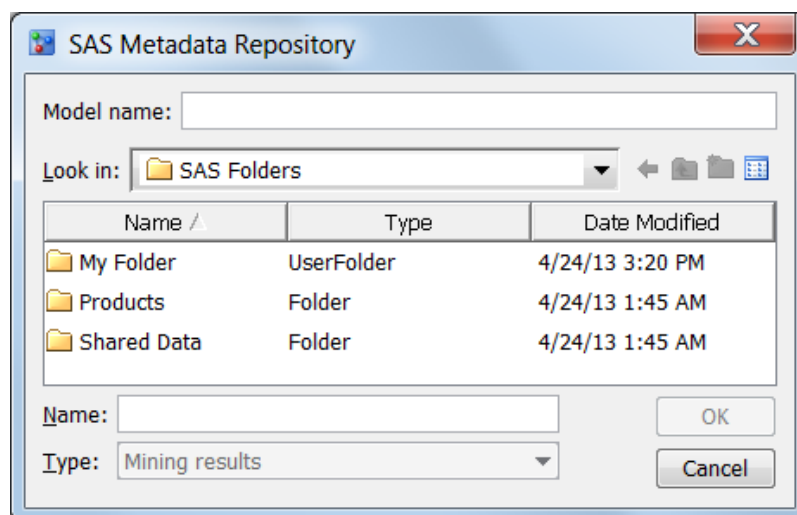 SAS Metadata Repository
Model name:
Look in: SAS Folders
Name Type Date Modified
My Folder UserFolder 4/24/13 3:20 PM
Products Folder 4/24/13 1:45 AM
Shared Data Folder 4/24/13 1:45 AM
Name: OK
Type: Mining results Cancel